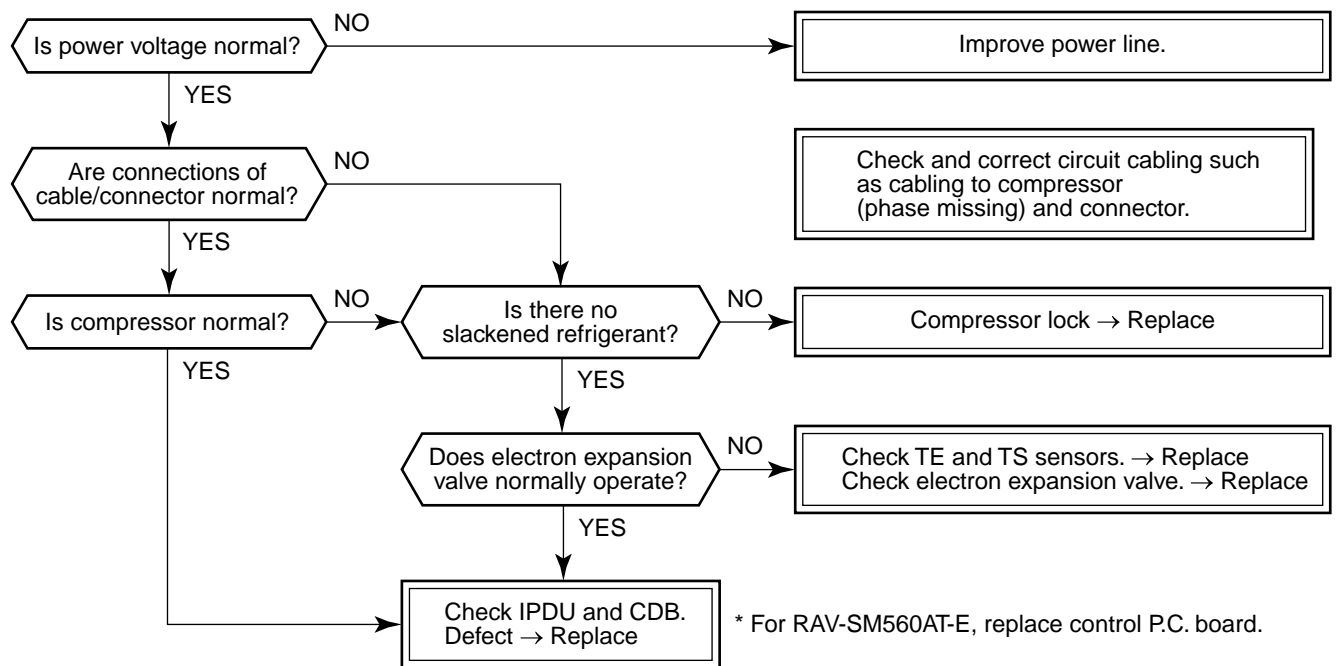 Is power voltage normal?
NO
Improve power line.
YES
Are connections of
cable/connector normal?
NO
Check and correct circuit cabling such
as cabling to compressor
(phase missing) and connector.
YES
Is compressor normal?
NO
Is there no
slackened refrigerant?
NO
Compressor lock → Replace
YES
YES
Does electron expansion
valve normally operate?
NO
Check TE and TS sensors. → Replace
Check electron expansion valve. → Replace
YES
Check IPDU and CDB.
Defect → Replace
* For RAV-SM560AT-E, replace control P.C. board.